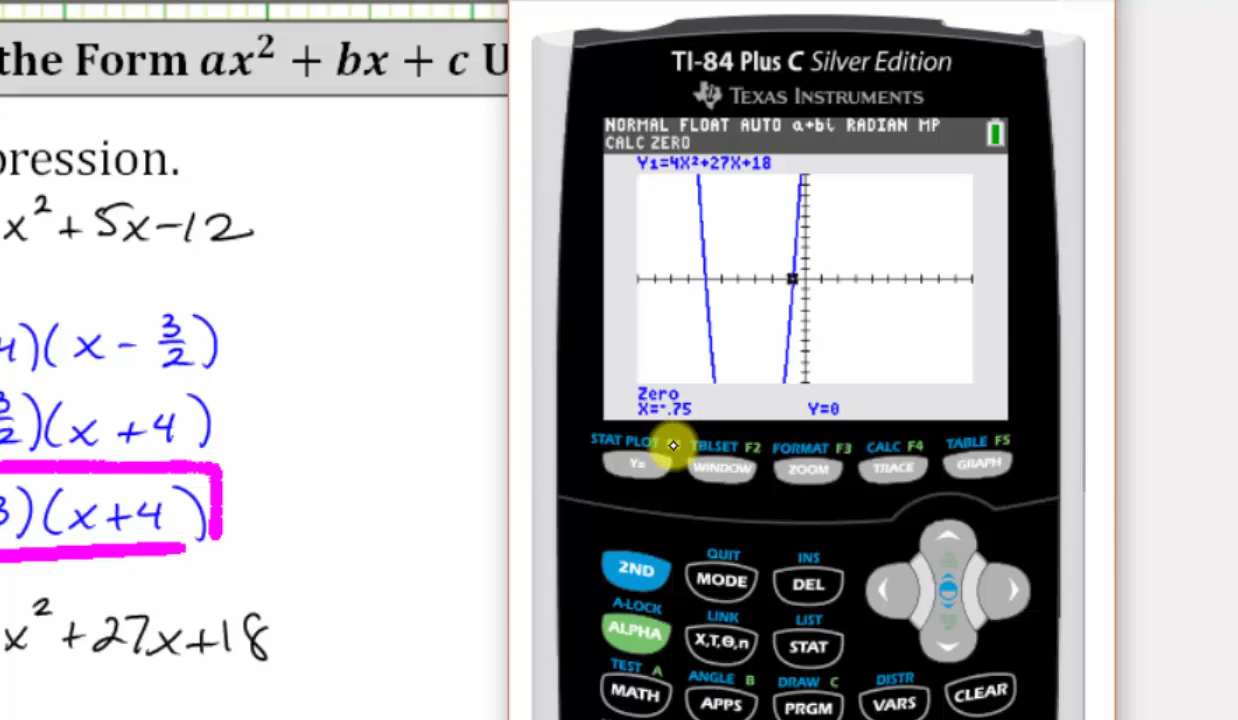 the Form ax² + bx + c U
pression.
x² + 5x - 12
4)(x - 3/2)
3/2)(x + 4)
3)(x + 4)
x² + 27x + 18
TI-84 Plus C Silver Edition
TEXAS INSTRUMENTS
NORMAL FLOAT AUTO a+bi RADIAN MP
CALC ZERO
Y1=4X²+27X+18
Zero
X=-.75 Y=0
STAT PLOT TBLSET F2 FORMAT F3 CALC F4 TABLE F5
Y= WINDOW ZOOM TRACE GRAPH
QUIT INS
2ND MODE DEL
A-LOCK LINK LIST
ALPHA X,T,Θ,n STAT
TEST A ANGLE B DRAW C DISTR
MATH APPS PRGM VARS CLEAR